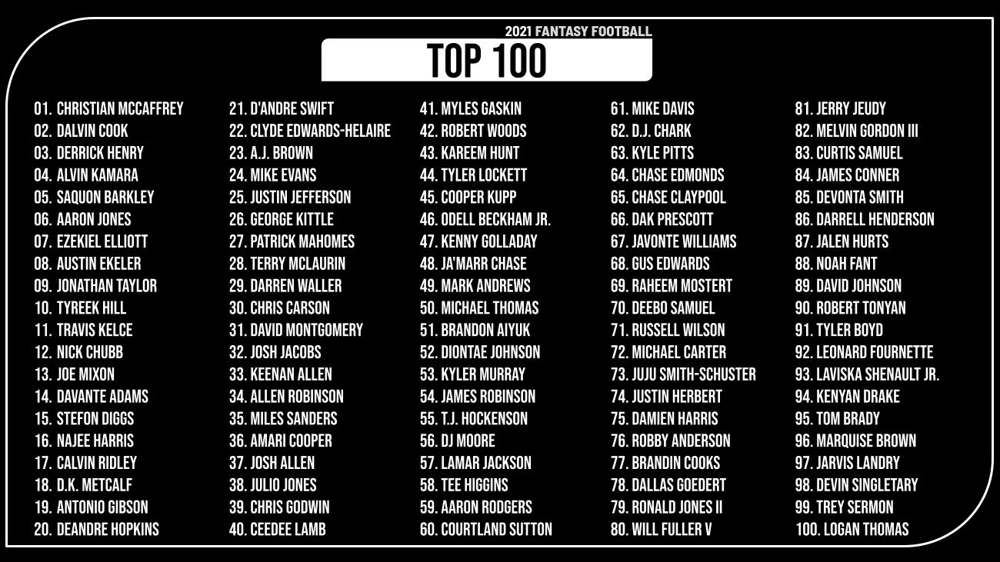 2021 FANTASY FOOTBALL
TOP 100
01. CHRISTIAN MCCAFFREY
02. DALVIN COOK
03. DERRICK HENRY
04. ALVIN KAMARA
05. SAQUON BARKLEY
06. AARON JONES
07. EZEKIEL ELLIOTT
08. AUSTIN EKELER
09. JONATHAN TAYLOR
10. TYREEK HILL
11. TRAVIS KELCE
12. NICK CHUBB
13. JOE MIXON
14. DAVANTE ADAMS
15. STEFON DIGGS
16. NAJEE HARRIS
17. CALVIN RIDLEY
18. D.K. METCALF
19. ANTONIO GIBSON
20. DEANDRE HOPKINS
21. D'ANDRE SWIFT
22. CLYDE EDWARDS-HELAIRE
23. A.J. BROWN
24. MIKE EVANS
25. JUSTIN JEFFERSON
26. GEORGE KITTLE
27. PATRICK MAHOMES
28. TERRY MCLAURIN
29. DARREN WALLER
30. CHRIS CARSON
31. DAVID MONTGOMERY
32. JOSH JACOBS
33. KEENAN ALLEN
34. ALLEN ROBINSON
35. MILES SANDERS
36. AMARI COOPER
37. JOSH ALLEN
38. JULIO JONES
39. CHRIS GODWIN
40. CEEDEE LAMB
41. MYLES GASKIN
42. ROBERT WOODS
43. KAREEM HUNT
44. TYLER LOCKETT
45. COOPER KUPP
46. ODELL BECKHAM JR.
47. KENNY GOLLADAY
48. JA'MARR CHASE
49. MARK ANDREWS
50. MICHAEL THOMAS
51. BRANDON AIYUK
52. DIONTAE JOHNSON
53. KYLER MURRAY
54. JAMES ROBINSON
55. T.J. HOCKENSON
56. DJ MOORE
57. LAMAR JACKSON
58. TEE HIGGINS
59. AARON RODGERS
60. COURTLAND SUTTON
61. MIKE DAVIS
62. D.J. CHARK
63. KYLE PITTS
64. CHASE EDMONDS
65. CHASE CLAYPOOL
66. DAK PRESCOTT
67. JAVONTE WILLIAMS
68. GUS EDWARDS
69. RAHEEM MOSTERT
70. DEEBO SAMUEL
71. RUSSELL WILSON
72. MICHAEL CARTER
73. JUJU SMITH-SCHUSTER
74. JUSTIN HERBERT
75. DAMIEN HARRIS
76. ROBBY ANDERSON
77. BRANDIN COOKS
78. DALLAS GOEDERT
79. RONALD JONES II
80. WILL FULLER V
81. JERRY JEUDY
82. MELVIN GORDON III
83. CURTIS SAMUEL
84. JAMES CONNER
85. DEVONTA SMITH
86. DARRELL HENDERSON
87. JALEN HURTS
88. NOAH FANT
89. DAVID JOHNSON
90. ROBERT TONYAN
91. TYLER BOYD
92. LEONARD FOURNETTE
93. LAVISKA SHENAULT JR.
94. KENYAN DRAKE
95. TOM BRADY
96. MARQUISE BROWN
97. JARVIS LANDRY
98. DEVIN SINGLETARY
99. TREY SERMON
100. LOGAN THOMAS